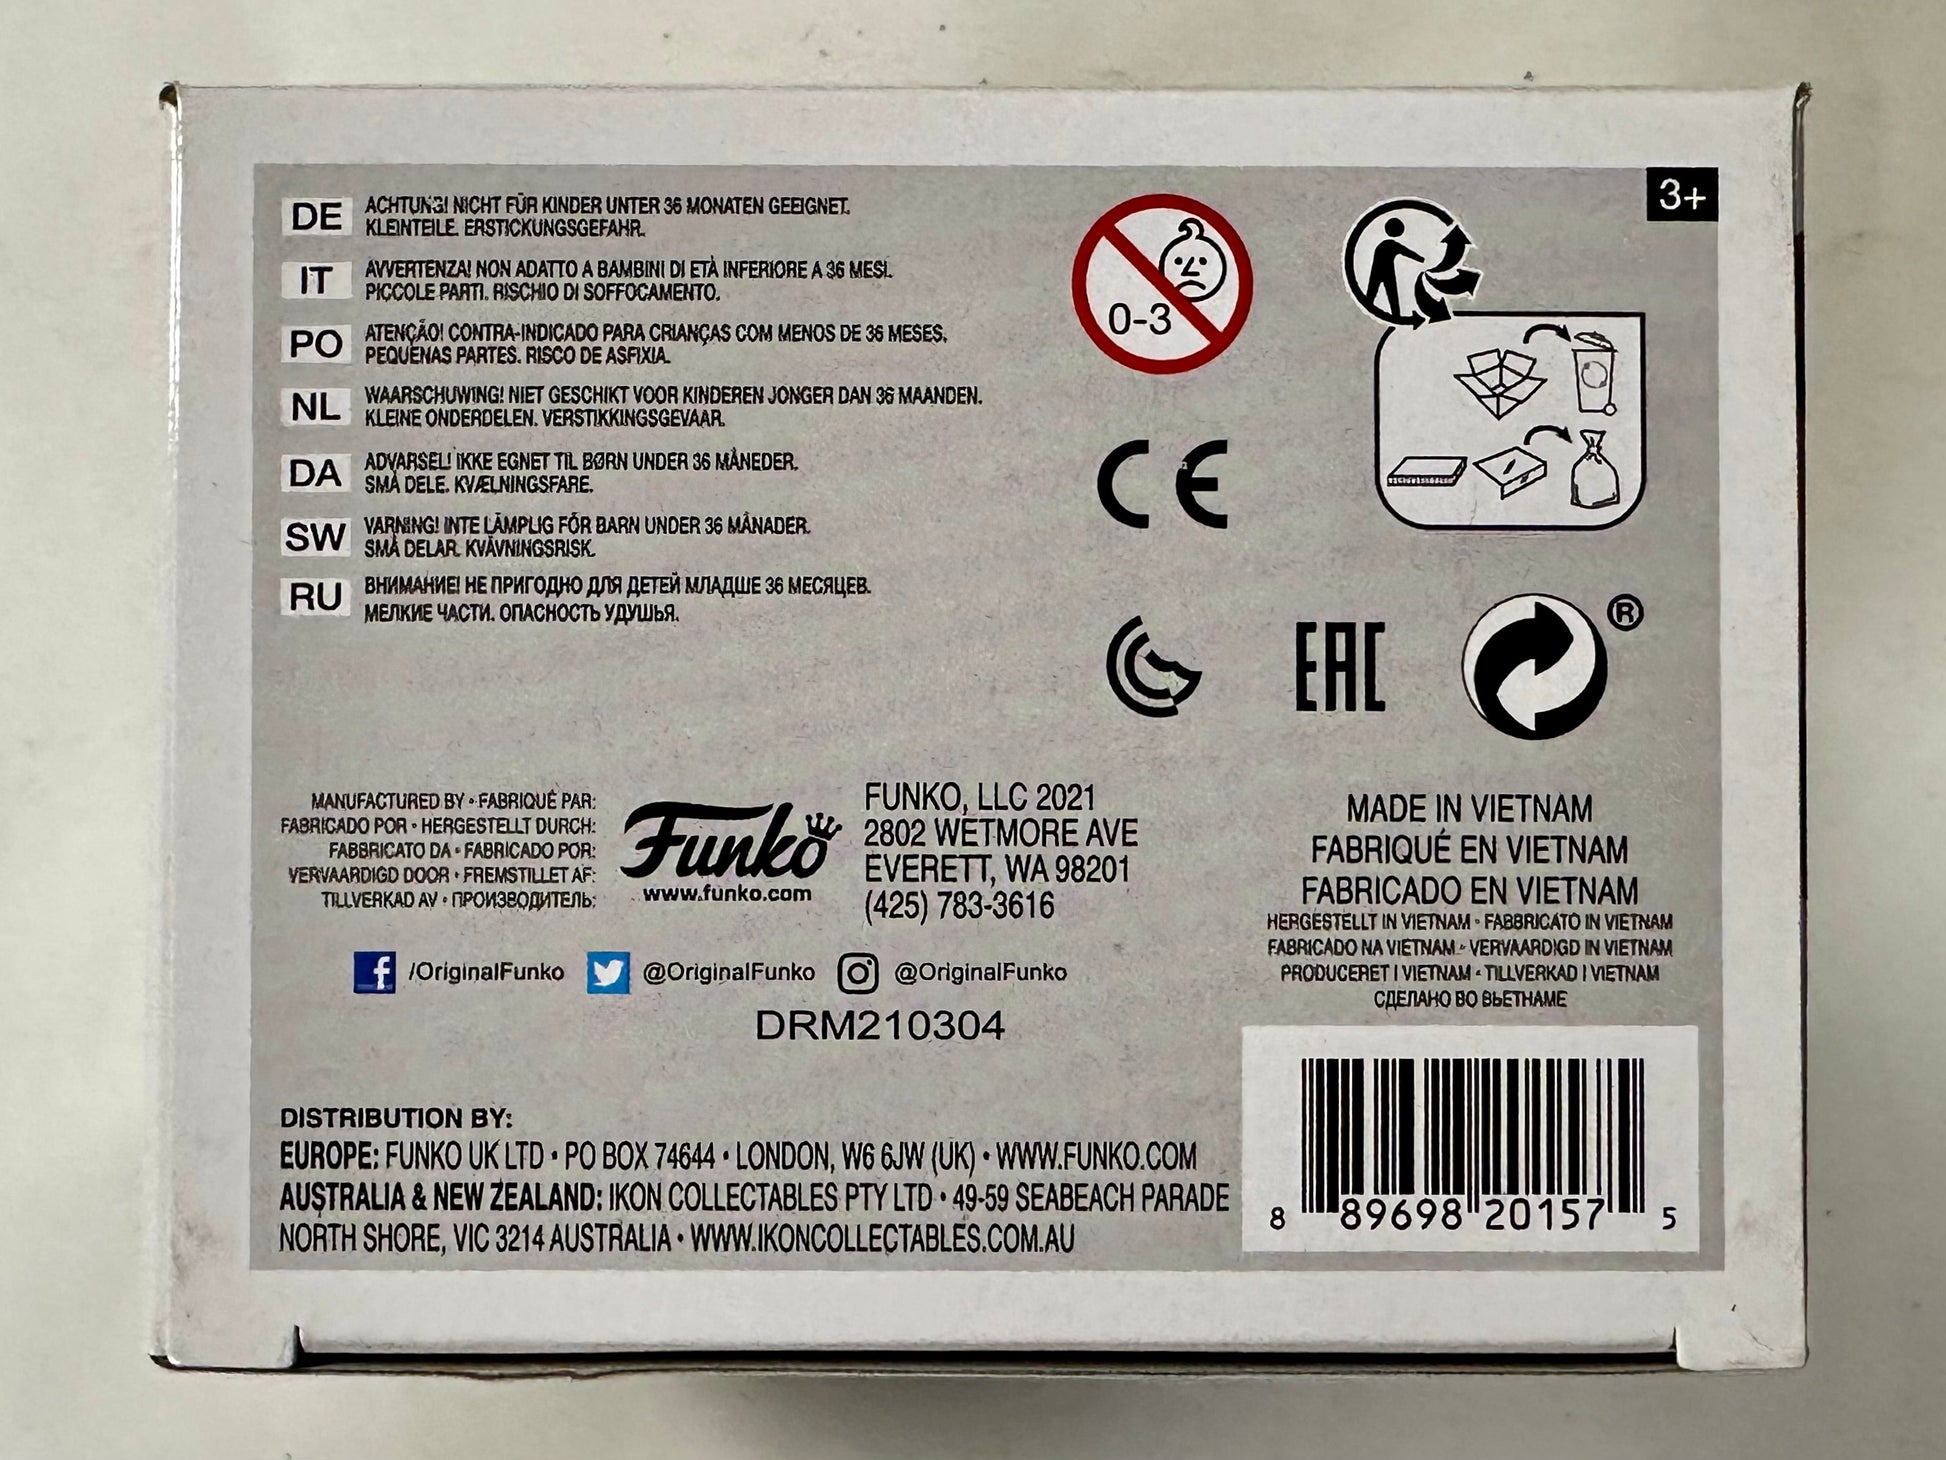 3+
DE
ACHTUNG! NICHT FÜR KINDER UNTER 36 MONATEN GEEIGNET.
KLEINTEILE. ERSTICKUNGSGEFAHR.
IT
AVVERTENZA! NON ADATTO A BAMBINI DI ETÀ INFERIORE A 36 MESI.
PICCOLE PARTI. RISCHIO DI SOFFOCAMENTO.
PO
ATENÇÃO! CONTRA-INDICADO PARA CRIANÇAS COM MENOS DE 36 MESES.
PEQUENAS PARTES. RISCO DE ASFIXIA.
NL
WAARSCHUWING! NIET GESCHIKT VOOR KINDEREN JONGER DAN 36 MAANDEN.
KLEINE ONDERDELEN. VERSTIKKINGSGEVAAR.
DA
ADVARSEL! IKKE EGNET TIL BØRN UNDER 36 MÅNEDER.
SMÅ DELE. KVÆLNINGSFARE.
SW
VARNING! INTE LÄMPLIG FÖR BARN UNDER 36 MÅNADER.
SMÅ DELAR. KVÄVNINGSRISK.
RU
ВНИМАНИЕ! НЕ ПРИГОДНО ДЛЯ ДЕТЕЙ МЛАДШЕ 36 МЕСЯЦЕВ.
МЕЛКИЕ ЧАСТИ. ОПАСНОСТЬ УДУШЬЯ.
0-3
CE
EAC
®
MANUFACTURED BY • FABRIQUÉ PAR:
FABRICADO POR • HERGESTELLT DURCH:
FABBRICATO DA • FABRICADO POR:
VERVAARDIGD DOOR • FREMSTILLET AF:
TILLVERKAD AV • ПРОИЗВОДИТЕЛЬ:
Funko
www.funko.com
FUNKO, LLC 2021
2802 WETMORE AVE
EVERETT, WA 98201
(425) 783-3616
MADE IN VIETNAM
FABRIQUÉ EN VIETNAM
FABRICADO EN VIETNAM
HERGESTELLT IN VIETNAM • FABBRICATO IN VIETNAM
FABRICADO NA VIETNAM • VERVAARDIGD IN VIETNAM
PRODUCERET I VIETNAM • TILLVERKAD I VIETNAM
СДЕЛАНО ВО ВЬЕТНАМЕ
f /OriginalFunko @OriginalFunko @OriginalFunko
DRM210304
DISTRIBUTION BY:
EUROPE: FUNKO UK LTD • PO BOX 74644 • LONDON, W6 6JW (UK) • WWW.FUNKO.COM
AUSTRALIA & NEW ZEALAND: IKON COLLECTABLES PTY LTD • 49-59 SEABEACH PARADE
NORTH SHORE, VIC 3214 AUSTRALIA • WWW.IKONCOLLECTABLES.COM.AU
8 89698 20157 5